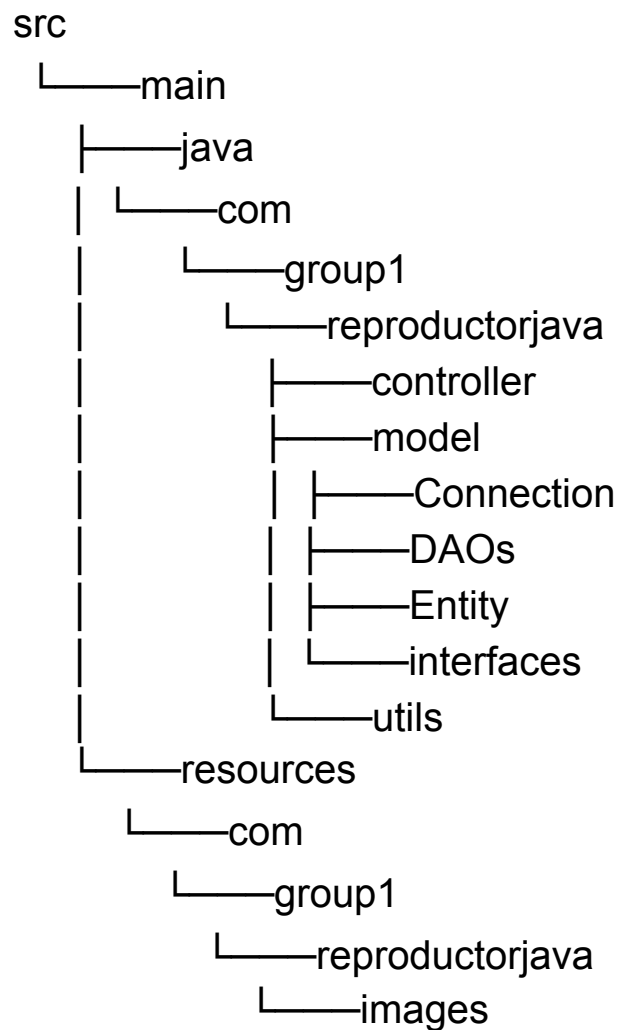 src
└───main
├───java
│ └───com
│ └───group1
│ └───reproductorjava
│ ├───controller
│ ├───model
│ │ ├───Connection
│ │ ├───DAOs
│ │ ├───Entity
│ │ └───interfaces
│ └───utils
└───resources
└───com
└───group1
└───reproductorjava
└───images